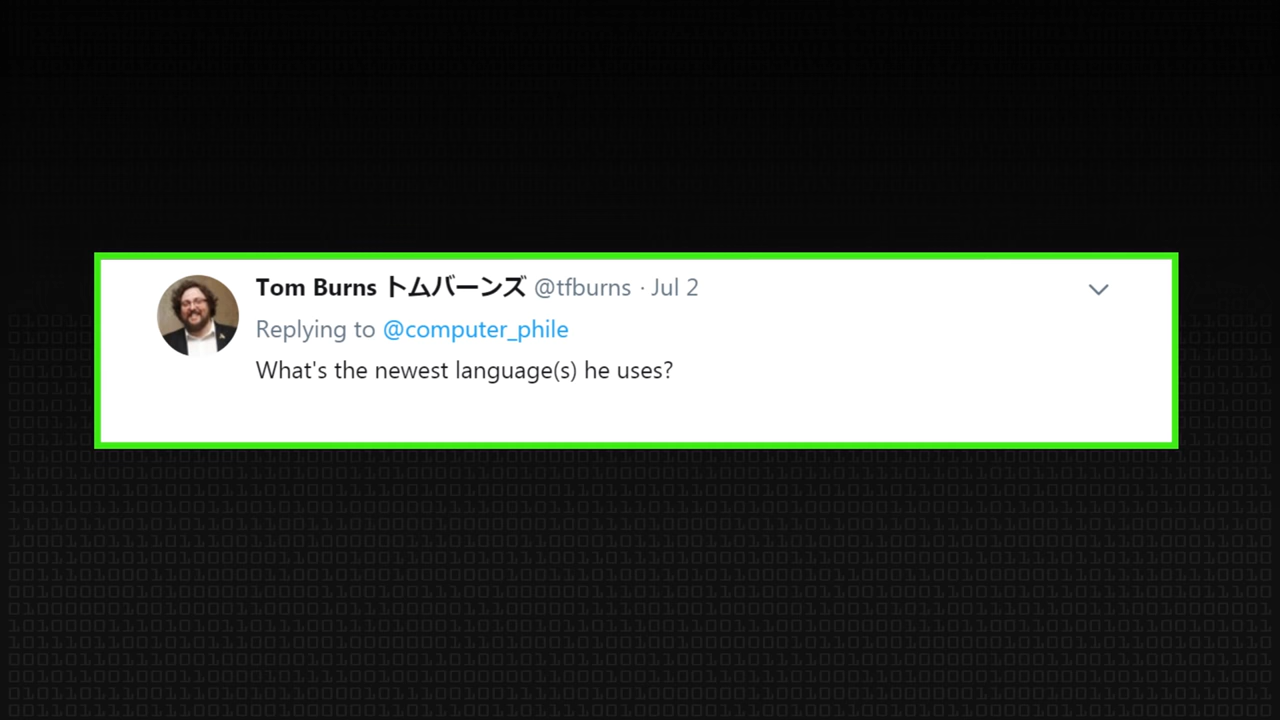 Tom Burns トムバーンズ @tfburns · Jul 2
Replying to @computer_phile
What's the newest language(s) he uses?